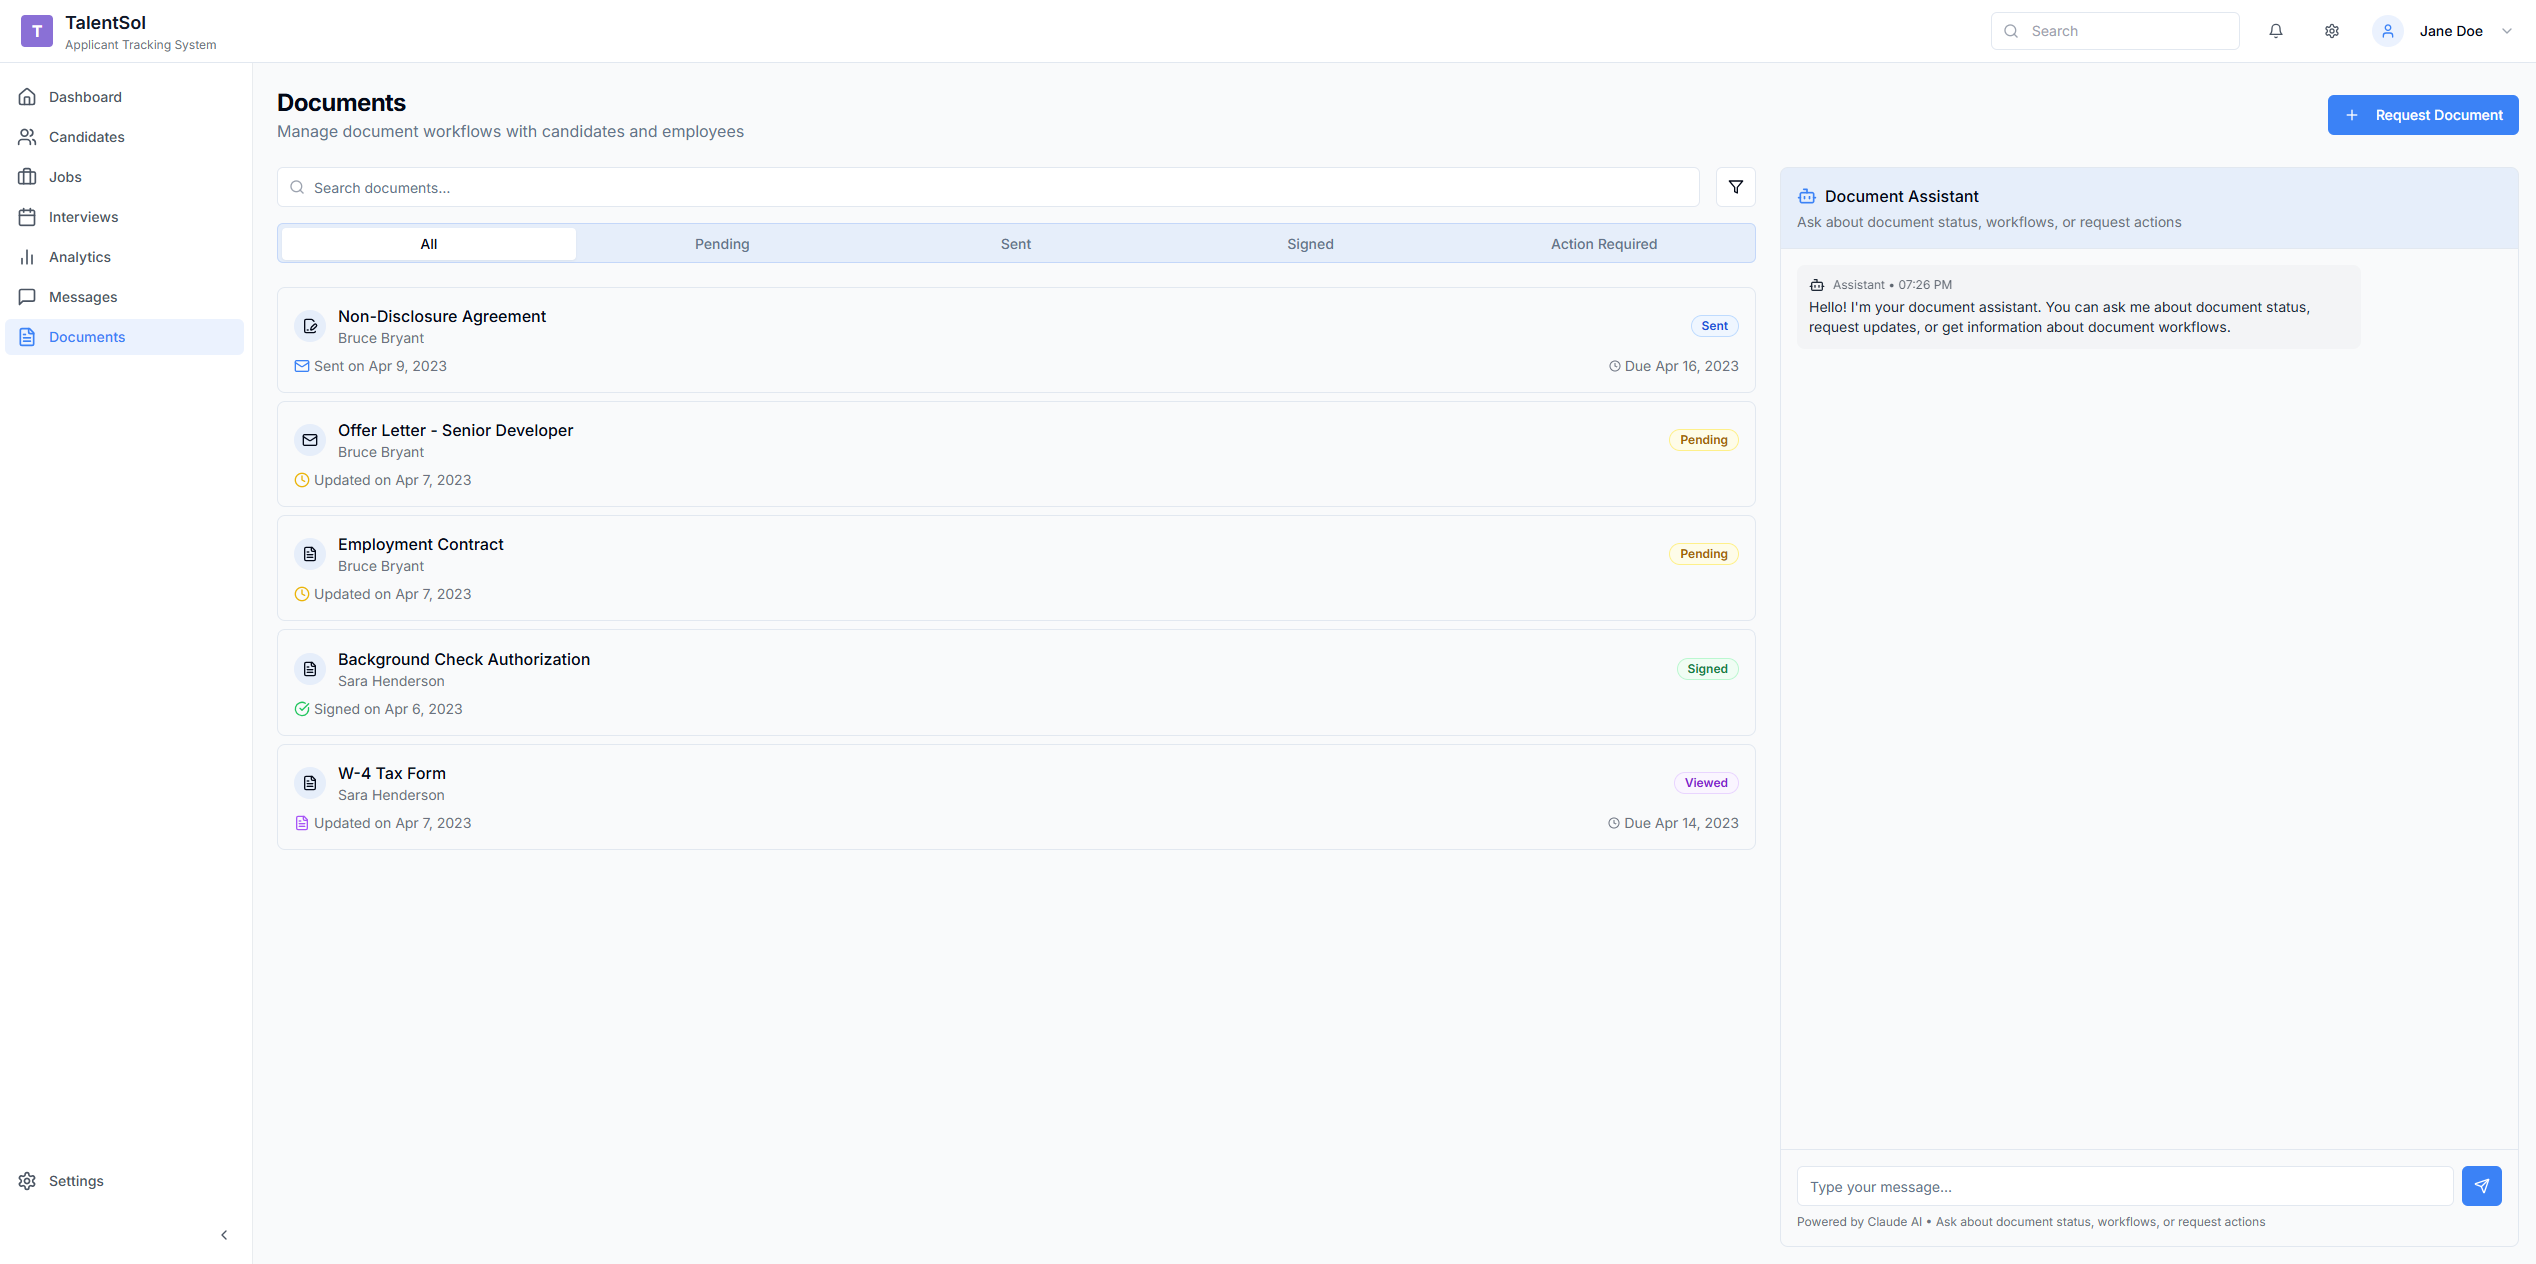 T
TalentSol
Applicant Tracking System
Search
Jane Doe
Dashboard
Candidates
Jobs
Interviews
Analytics
Messages
Documents
Settings
Documents
Manage document workflows with candidates and employees
Request Document
Search documents...
All
Pending
Sent
Signed
Action Required
Non-Disclosure Agreement
Bruce Bryant
Sent
Sent on Apr 9, 2023
Due Apr 16, 2023
Offer Letter - Senior Developer
Bruce Bryant
Pending
Updated on Apr 7, 2023
Employment Contract
Bruce Bryant
Pending
Updated on Apr 7, 2023
Background Check Authorization
Sara Henderson
Signed
Signed on Apr 6, 2023
W-4 Tax Form
Sara Henderson
Viewed
Updated on Apr 7, 2023
Due Apr 14, 2023
Document Assistant
Ask about document status, workflows, or request actions
Assistant • 07:26 PM
Hello! I'm your document assistant. You can ask me about document status,
request updates, or get information about document workflows.
Type your message...
Powered by Claude AI • Ask about document status, workflows, or request actions